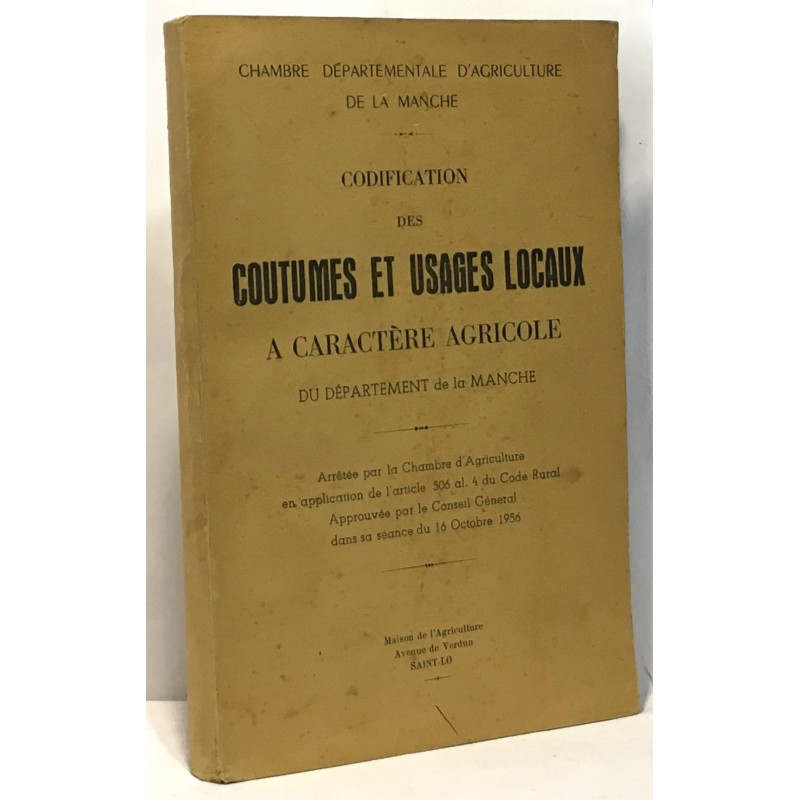 CHAMBRE DÉPARTEMENTALE D'AGRICULTURE
DE LA MANCHE
CODIFICATION
DES
COUTUMES ET USAGES LOCAUX
A CARACTÈRE AGRICOLE
DU DÉPARTEMENT de la MANCHE
Arrêtée par la Chambre d'Agriculture
en application de l'article 506 al. 4 du Code Rural
Approuvée par le Conseil Général
dans sa séance du 16 Octobre 1956
Maison de l'Agriculture
Avenue de Verdun
SAINT-LO